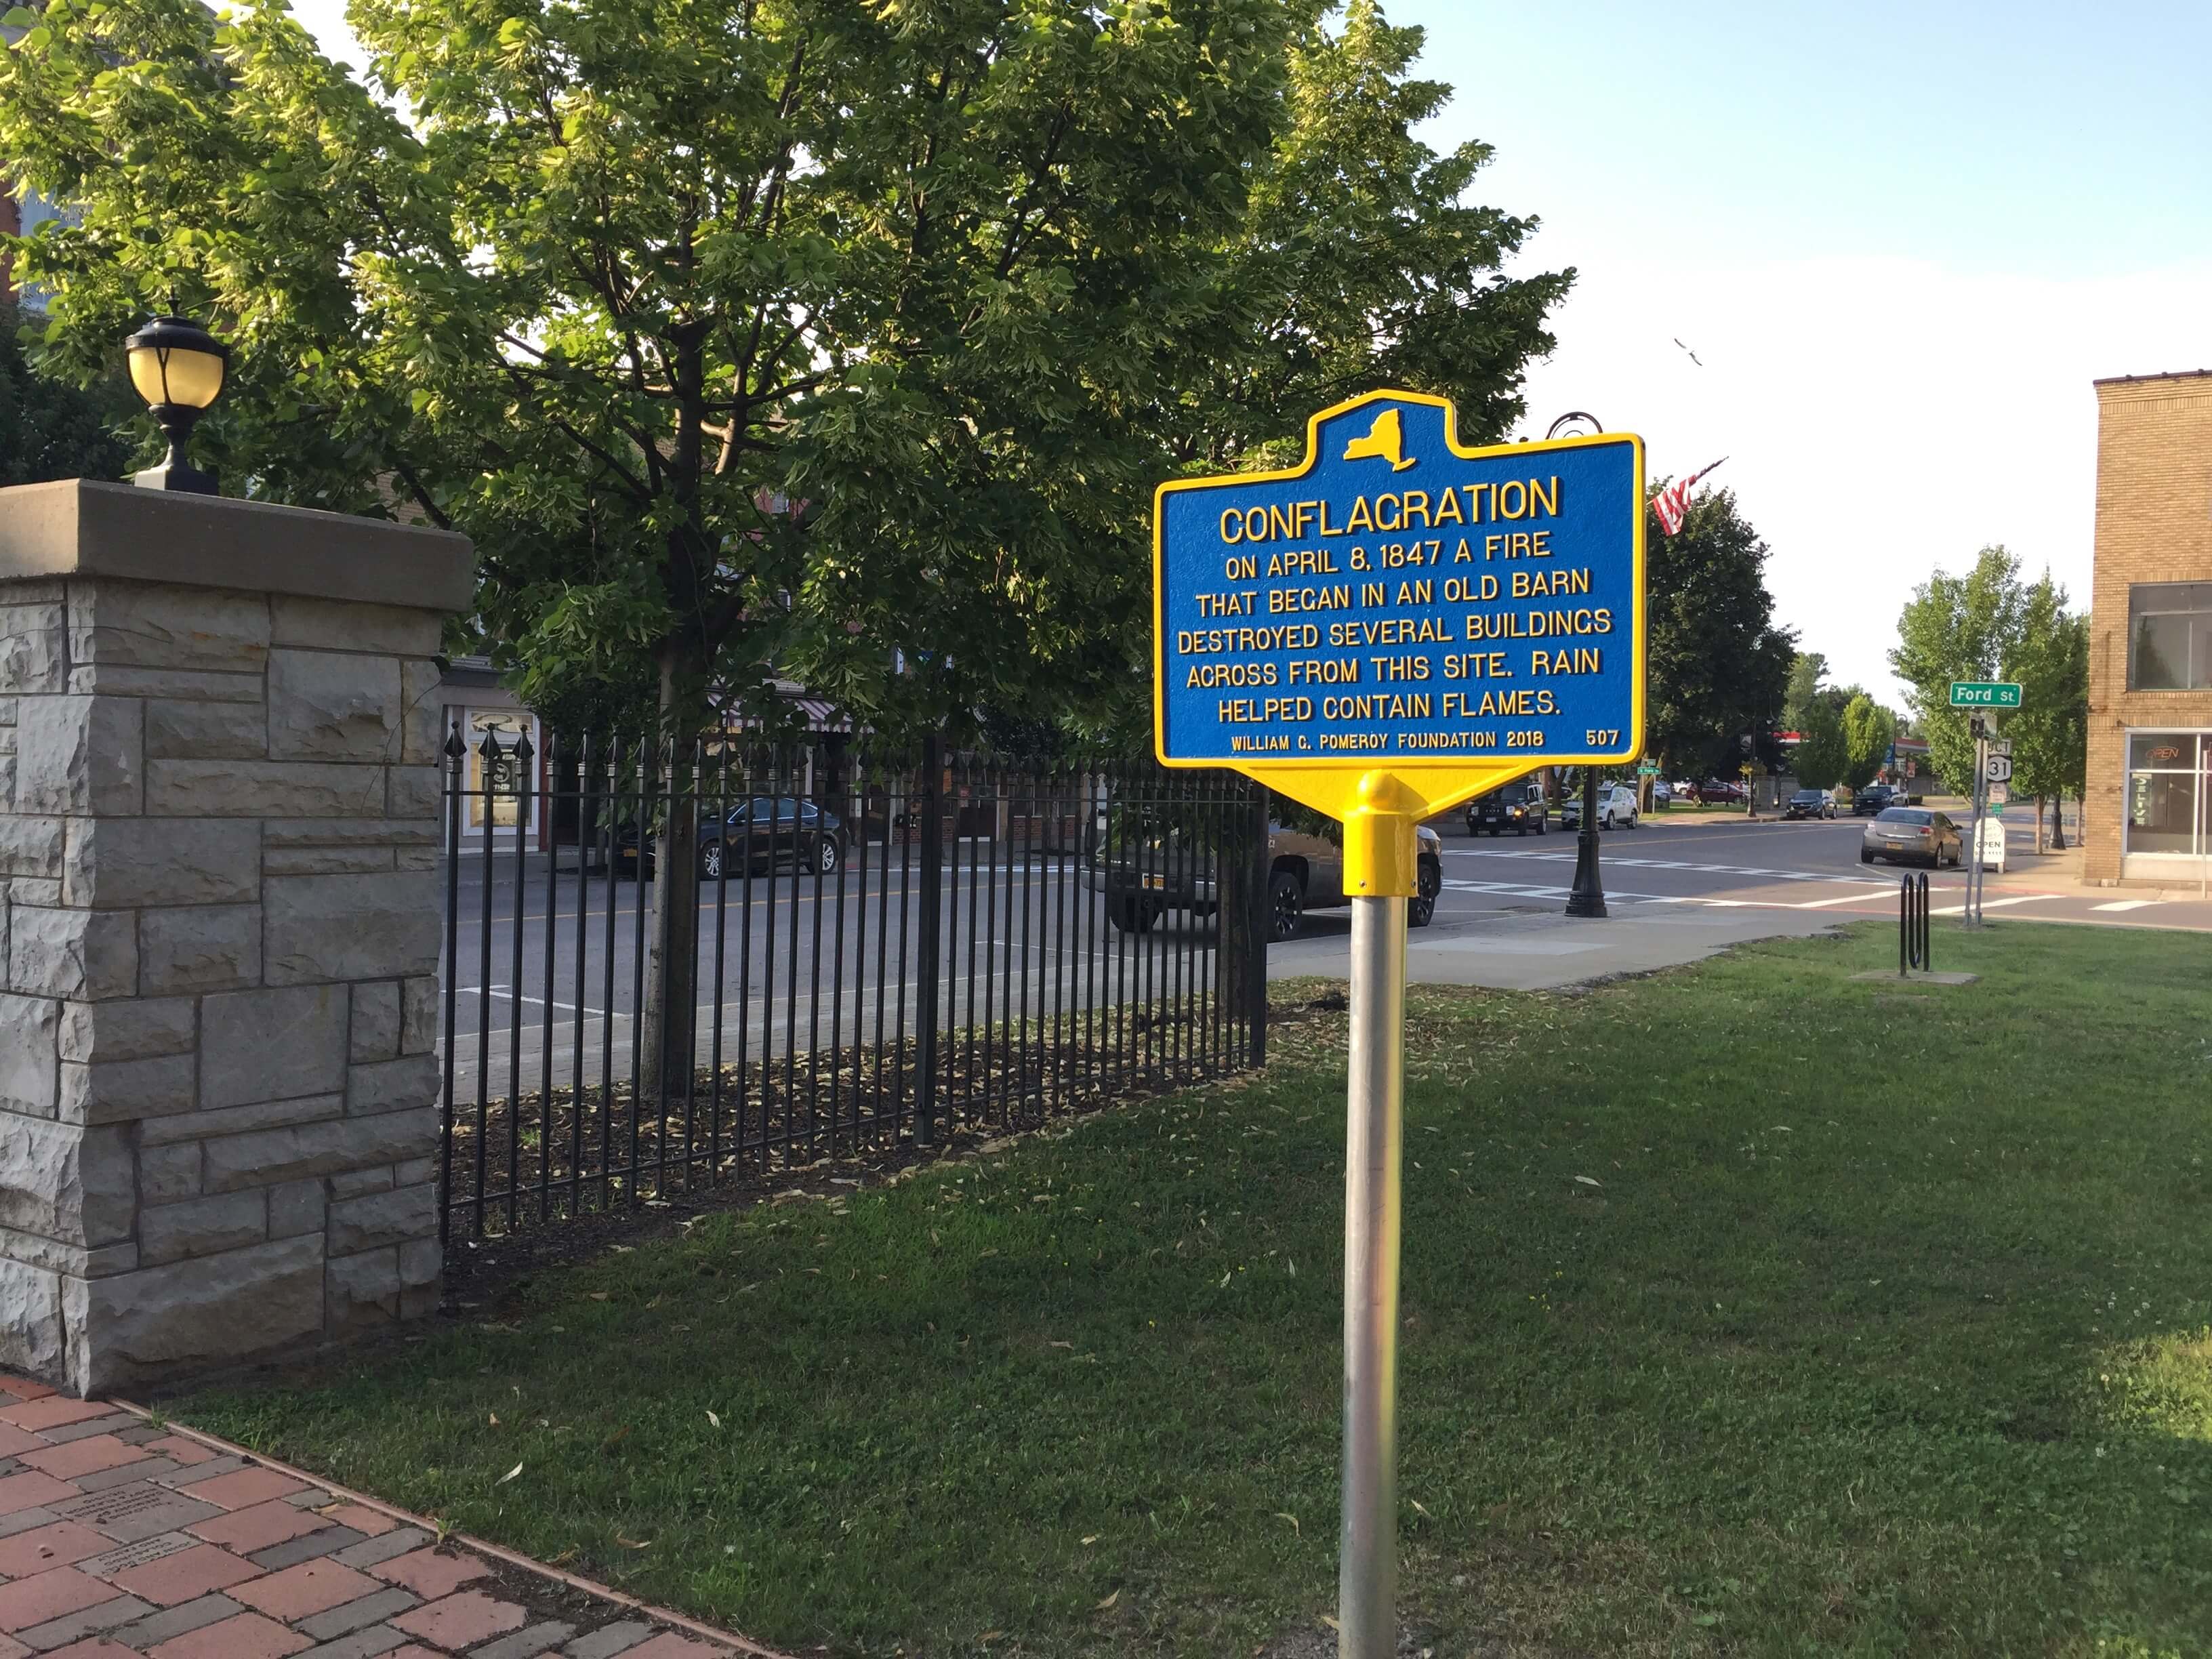 CONFLAGRATION
ON APRIL 8, 1847 A FIRE
THAT BEGAN IN AN OLD BARN
DESTROYED SEVERAL BUILDINGS
ACROSS FROM THIS SITE. RAIN
HELPED CONTAIN FLAMES.
WILLIAM G. POMEROY FOUNDATION 2018 507
Ford St
31
OPEN
OPEN